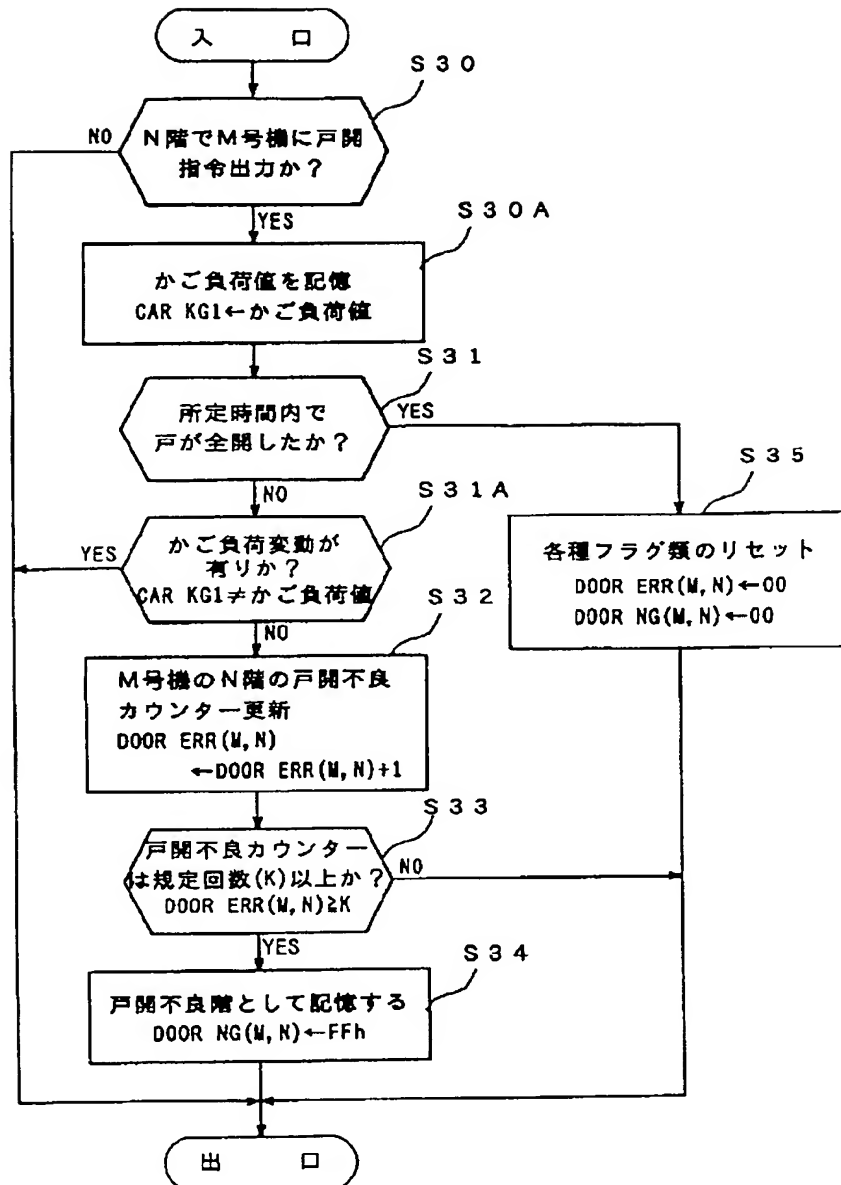 入 口
S30
NO
N階でM号機に戸開
指令出力か?
YES
S30A
かご負荷値を記憶
CAR KG1←かご負荷値
S31
所定時間内で
戸が全開したか?
YES
NO
S35
各種フラグ類のリセット
DOOR ERR(M,N)←00
DOOR NG(M,N)←00
S31A
YES
かご負荷変動が
有りか?
CAR KG1≠かご負荷値
NO
S32
M号機のN階の戸開不良
カウンター更新
DOOR ERR(M,N)
←DOOR ERR(M,N)+1
S33
戸開不良カウンター
は規定回数(K)以上か?
DOOR ERR(M,N)≧K
NO
YES
S34
戸開不良階として記憶する
DOOR NG(M,N)←FFh
出 口